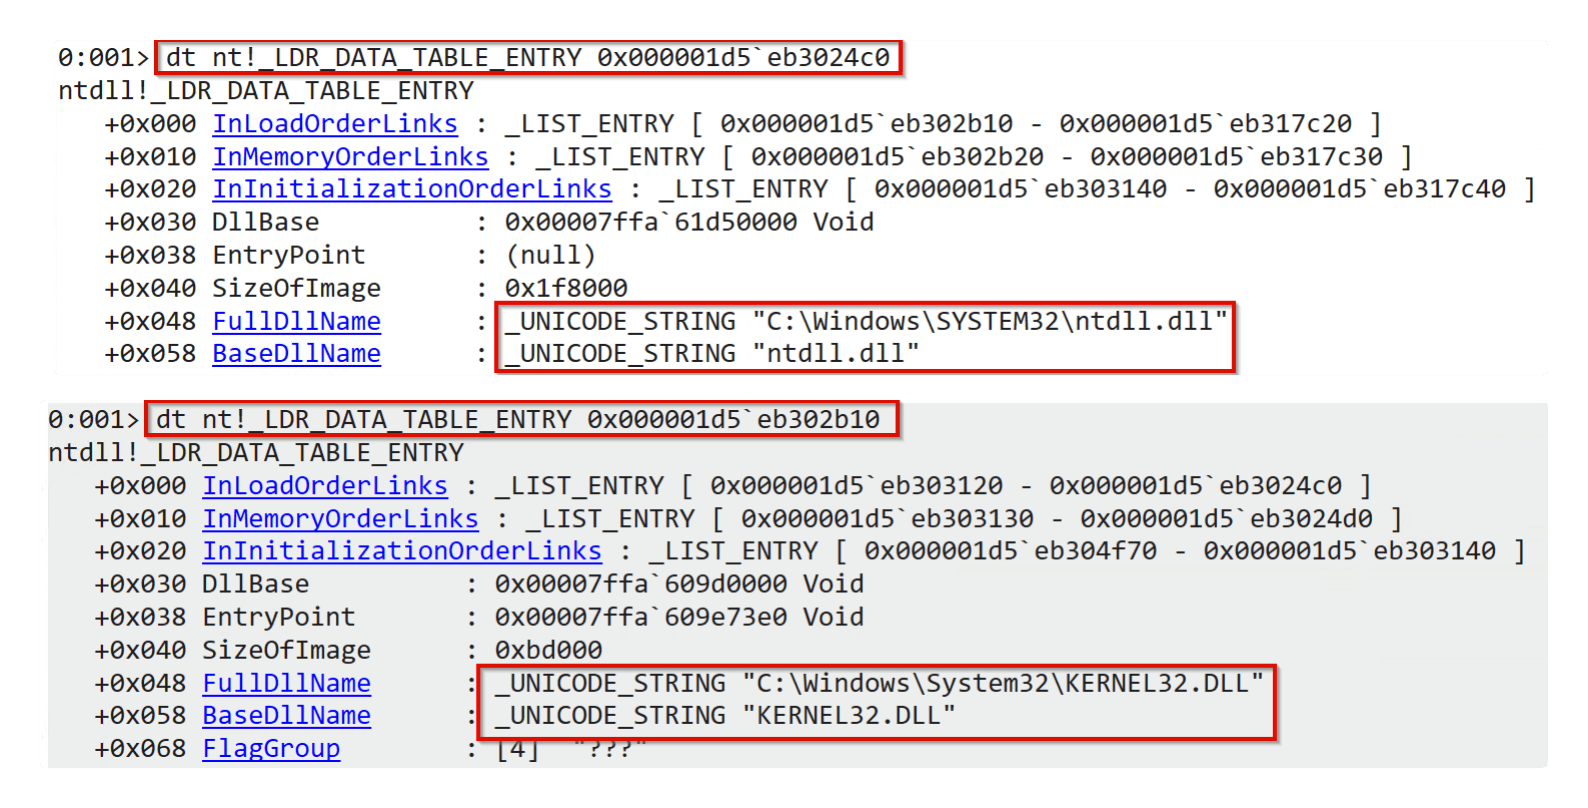 0:001> dt nt!_LDR_DATA_TABLE_ENTRY 0x000001d5`eb3024c0
ntdll!_LDR_DATA_TABLE_ENTRY
   +0x000 InLoadOrderLinks : _LIST_ENTRY [ 0x000001d5`eb302b10 - 0x000001d5`eb317c20 ]
   +0x010 InMemoryOrderLinks : _LIST_ENTRY [ 0x000001d5`eb302b20 - 0x000001d5`eb317c30 ]
   +0x020 InInitializationOrderLinks : _LIST_ENTRY [ 0x000001d5`eb303140 - 0x000001d5`eb317c40 ]
   +0x030 DllBase          : 0x00007ffa`61d50000 Void
   +0x038 EntryPoint       : (null)
   +0x040 SizeOfImage      : 0x1f8000
   +0x048 FullDllName      : _UNICODE_STRING "C:\Windows\SYSTEM32\ntdll.dll"
   +0x058 BaseDllName      : _UNICODE_STRING "ntdll.dll"
0:001> dt nt!_LDR_DATA_TABLE_ENTRY 0x000001d5`eb302b10
ntdll!_LDR_DATA_TABLE_ENTRY
   +0x000 InLoadOrderLinks : _LIST_ENTRY [ 0x000001d5`eb303120 - 0x000001d5`eb3024c0 ]
   +0x010 InMemoryOrderLinks : _LIST_ENTRY [ 0x000001d5`eb303130 - 0x000001d5`eb3024d0 ]
   +0x020 InInitializationOrderLinks : _LIST_ENTRY [ 0x000001d5`eb304f70 - 0x000001d5`eb303140 ]
   +0x030 DllBase          : 0x00007ffa`609d0000 Void
   +0x038 EntryPoint       : 0x00007ffa`609e73e0 Void
   +0x040 SizeOfImage      : 0xbd000
   +0x048 FullDllName      : _UNICODE_STRING "C:\Windows\System32\KERNEL32.DLL"
   +0x058 BaseDllName      : _UNICODE_STRING "KERNEL32.DLL"
   +0x068 FlagGroup        : [4]  "???"